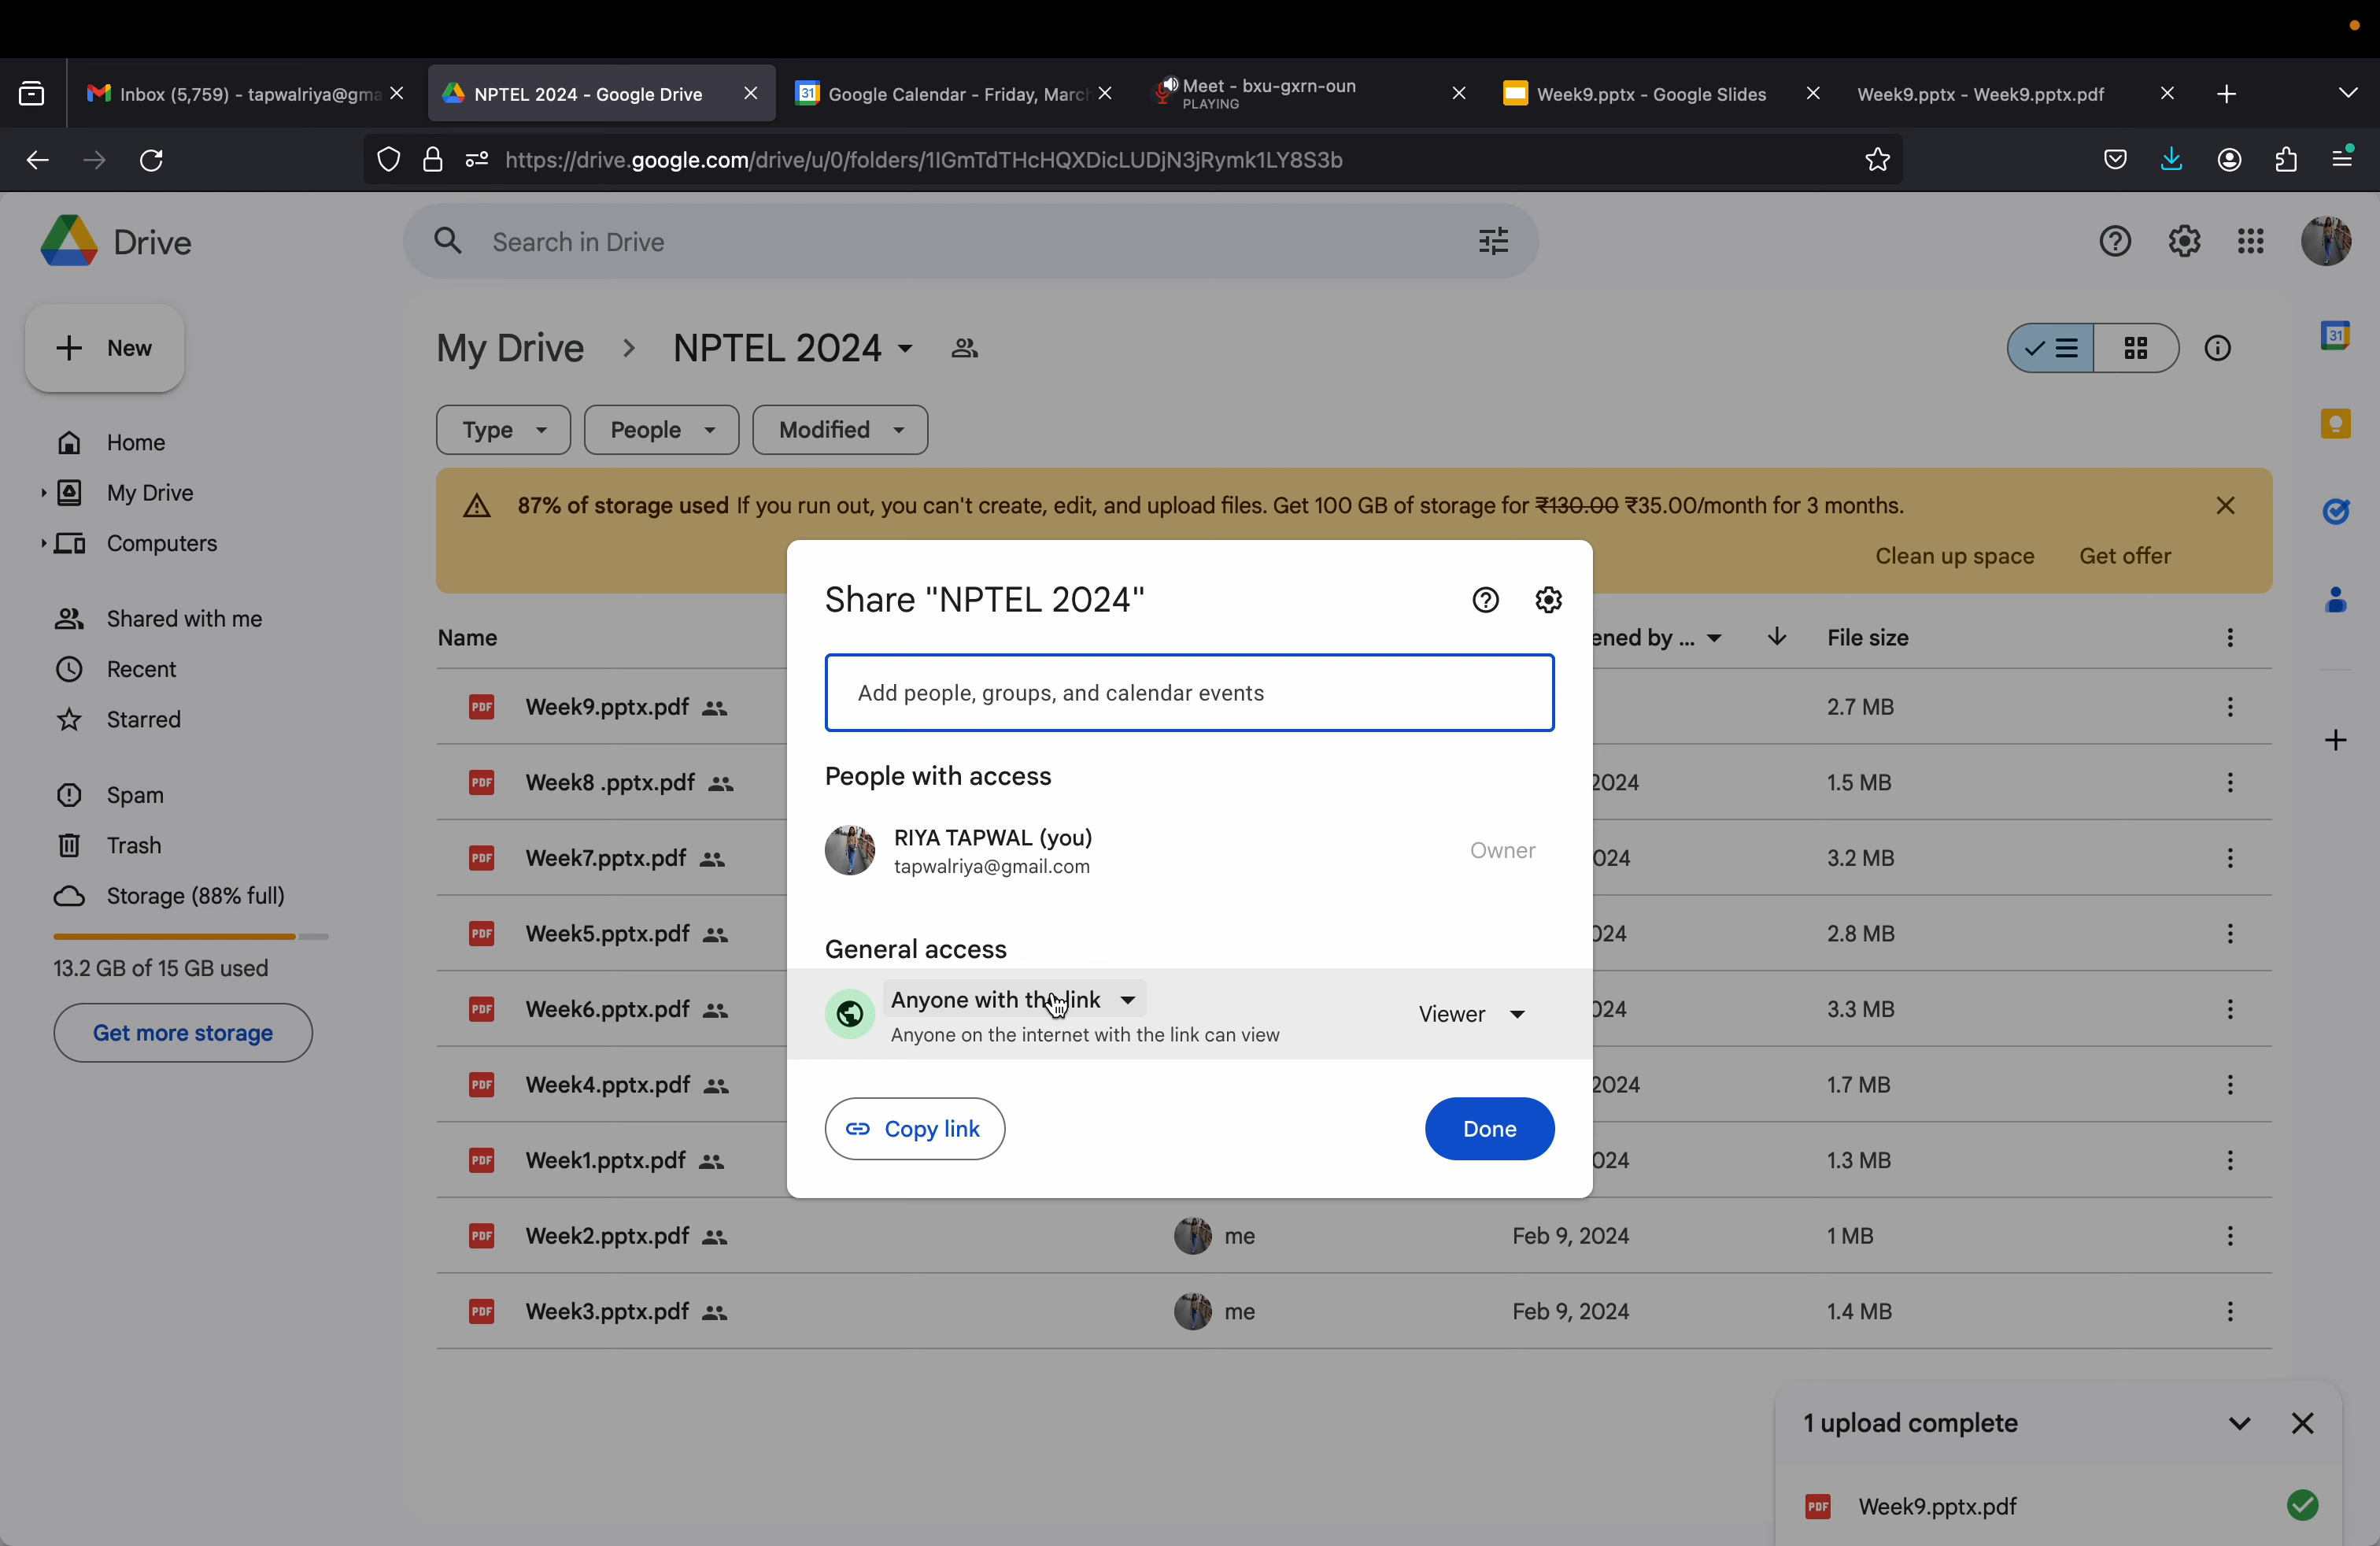 Inbox (5,759) - tapwalriya@gma
NPTEL 2024 - Google Drive
Google Calendar - Friday, March
Meet - bxu-gxrn-oun
PLAYING
Week9.pptx - Google Slides
Week9.pptx - Week9.pptx.pdf
https://drive.google.com/drive/u/0/folders/1IGmTdTHcHQXDicLUDjN3jRymk1LY8S3b
Drive
Search in Drive
New
My Drive > NPTEL 2024
Home
My Drive
Computers
Shared with me
Recent
Starred
Spam
Trash
Storage (88% full)
13.2 GB of 15 GB used
Get more storage
Type
People
Modified
87% of storage used If you run out, you can't create, edit, and upload files. Get 100 GB of storage for ₹130.00 ₹35.00/month for 3 months.
Clean up space
Get offer
Name
ened by ...
File size
Week9.pptx.pdf
2.7 MB
Week8 .pptx.pdf
2024
1.5 MB
Week7.pptx.pdf
024
3.2 MB
Week5.pptx.pdf
024
2.8 MB
Week6.pptx.pdf
024
3.3 MB
Week4.pptx.pdf
2024
1.7 MB
Week1.pptx.pdf
024
1.3 MB
Week2.pptx.pdf
me
Feb 9, 2024
1 MB
Week3.pptx.pdf
me
Feb 9, 2024
1.4 MB
Share "NPTEL 2024"
Add people, groups, and calendar events
People with access
RIYA TAPWAL (you)
tapwalriya@gmail.com
Owner
General access
Anyone with the link
Anyone on the internet with the link can view
Viewer
Copy link
Done
1 upload complete
Week9.pptx.pdf